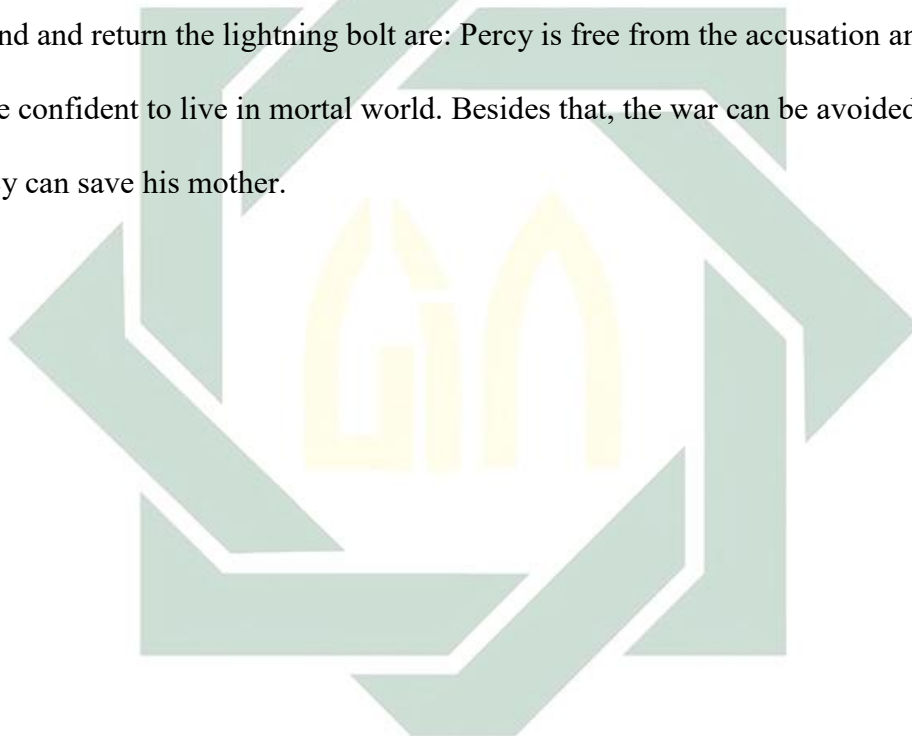 nd and return the lightning bolt are: Percy is free from the accusation an
e confident to live in mortal world. Besides that, the war can be avoided
y can save his mother.